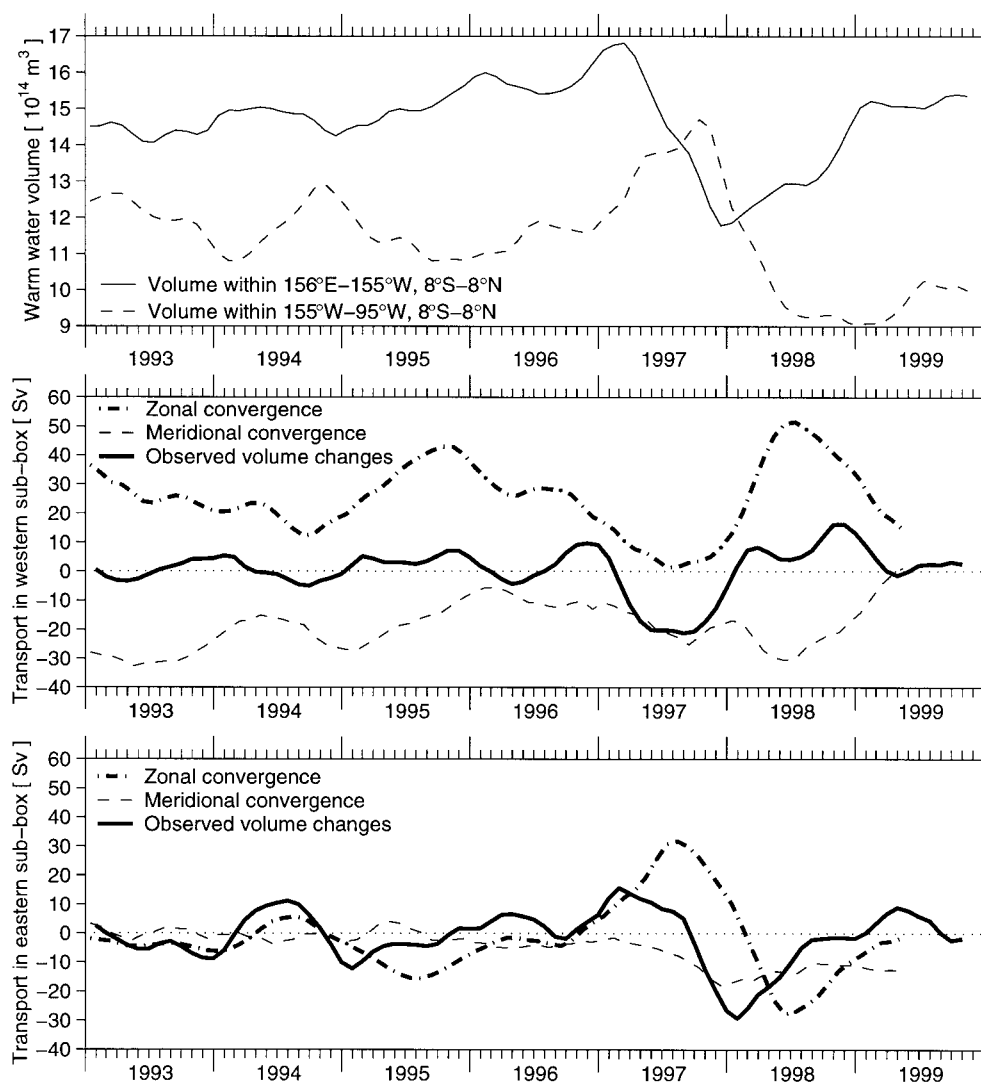 Warm water volume [ 10^14 m^3 ]
17
16
15
14
13
12
11
10
9
Volume within 156°E–155°W, 8°S–8°N
Volume within 155°W–95°W, 8°S–8°N
1993 1994 1995 1996 1997 1998 1999
Transport in western sub−box [ Sv ]
60
50
40
30
20
10
0
−10
−20
−30
−40
Zonal convergence
Meridional convergence
Observed volume changes
1993 1994 1995 1996 1997 1998 1999
Transport in eastern sub−box [ Sv ]
60
50
40
30
20
10
0
−10
−20
−30
−40
Zonal convergence
Meridional convergence
Observed volume changes
1993 1994 1995 1996 1997 1998 1999